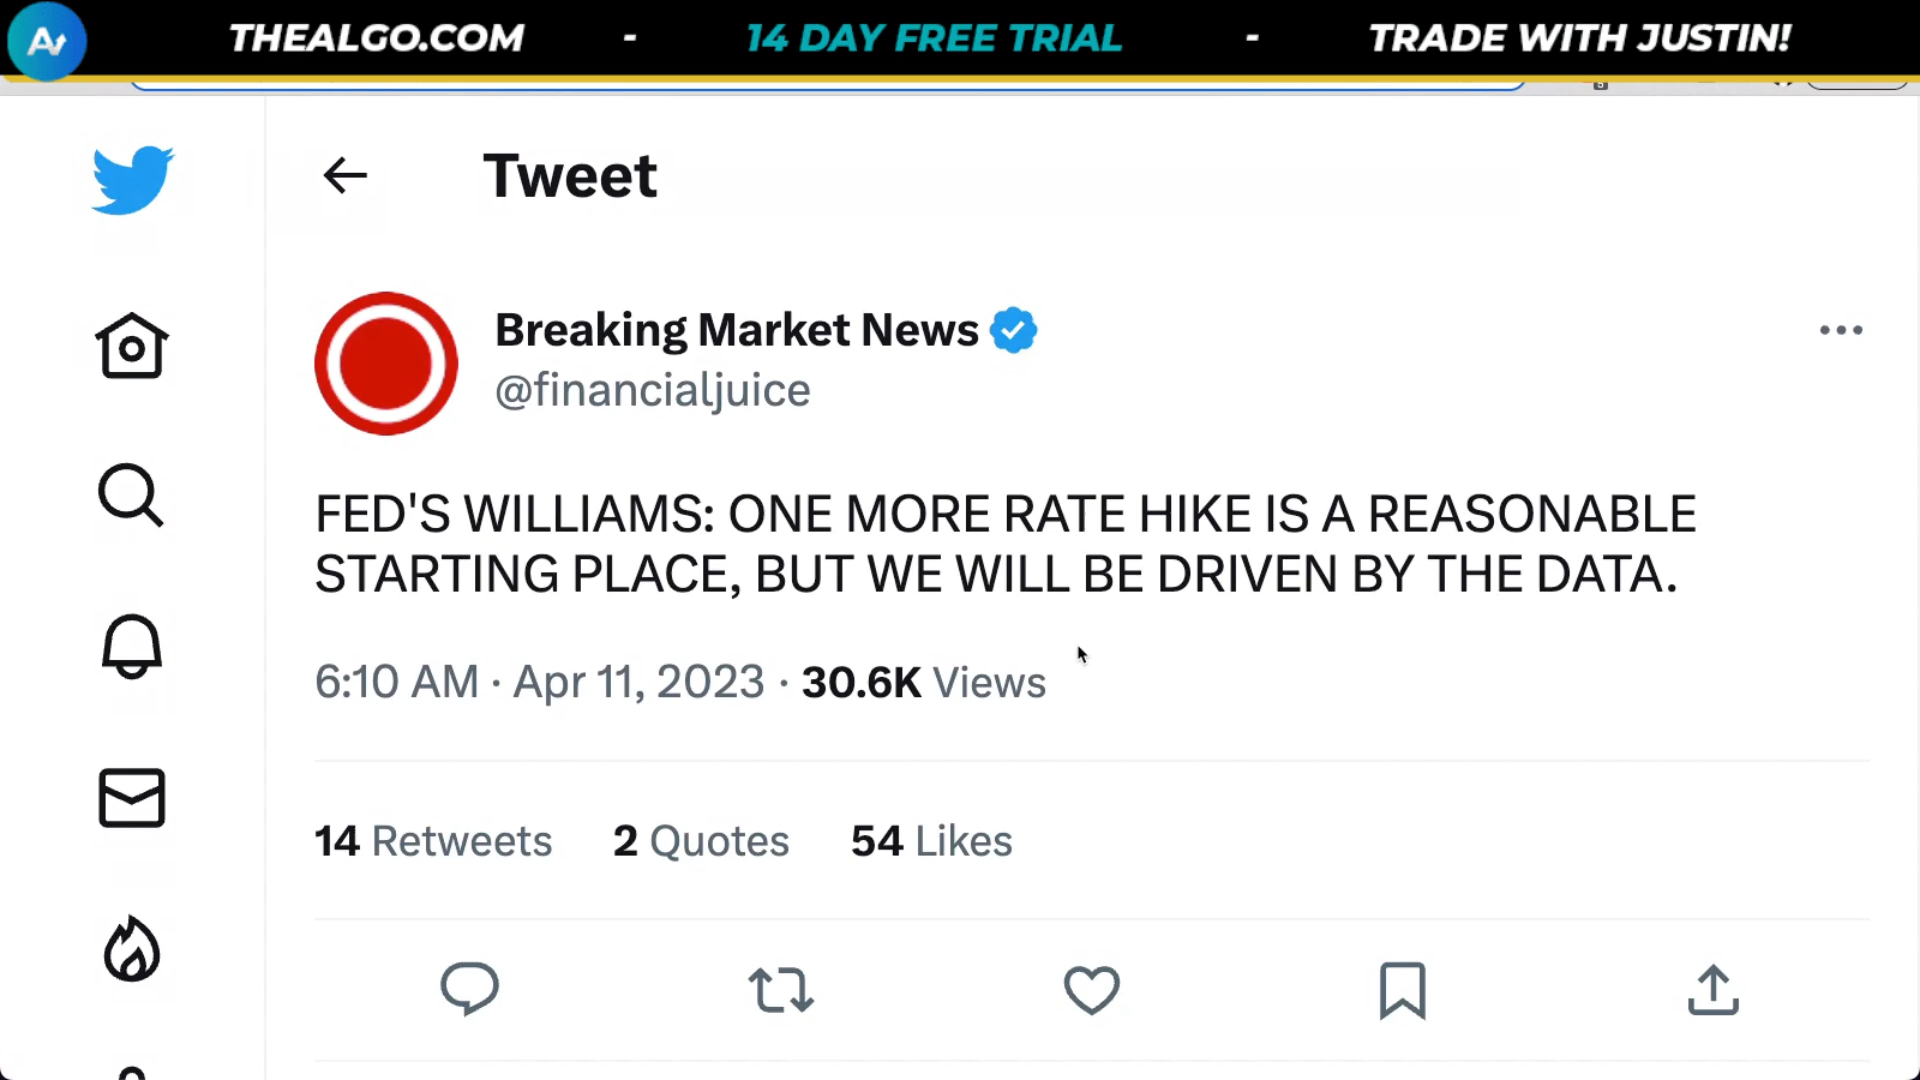 THEALGO.COM - 14 DAY FREE TRIAL - TRADE WITH JUSTIN!
Tweet
Breaking Market News
@financialjuice
FED'S WILLIAMS: ONE MORE RATE HIKE IS A REASONABLE
STARTING PLACE, BUT WE WILL BE DRIVEN BY THE DATA.
6:10 AM · Apr 11, 2023 · 30.6K Views
14 Retweets 2 Quotes 54 Likes